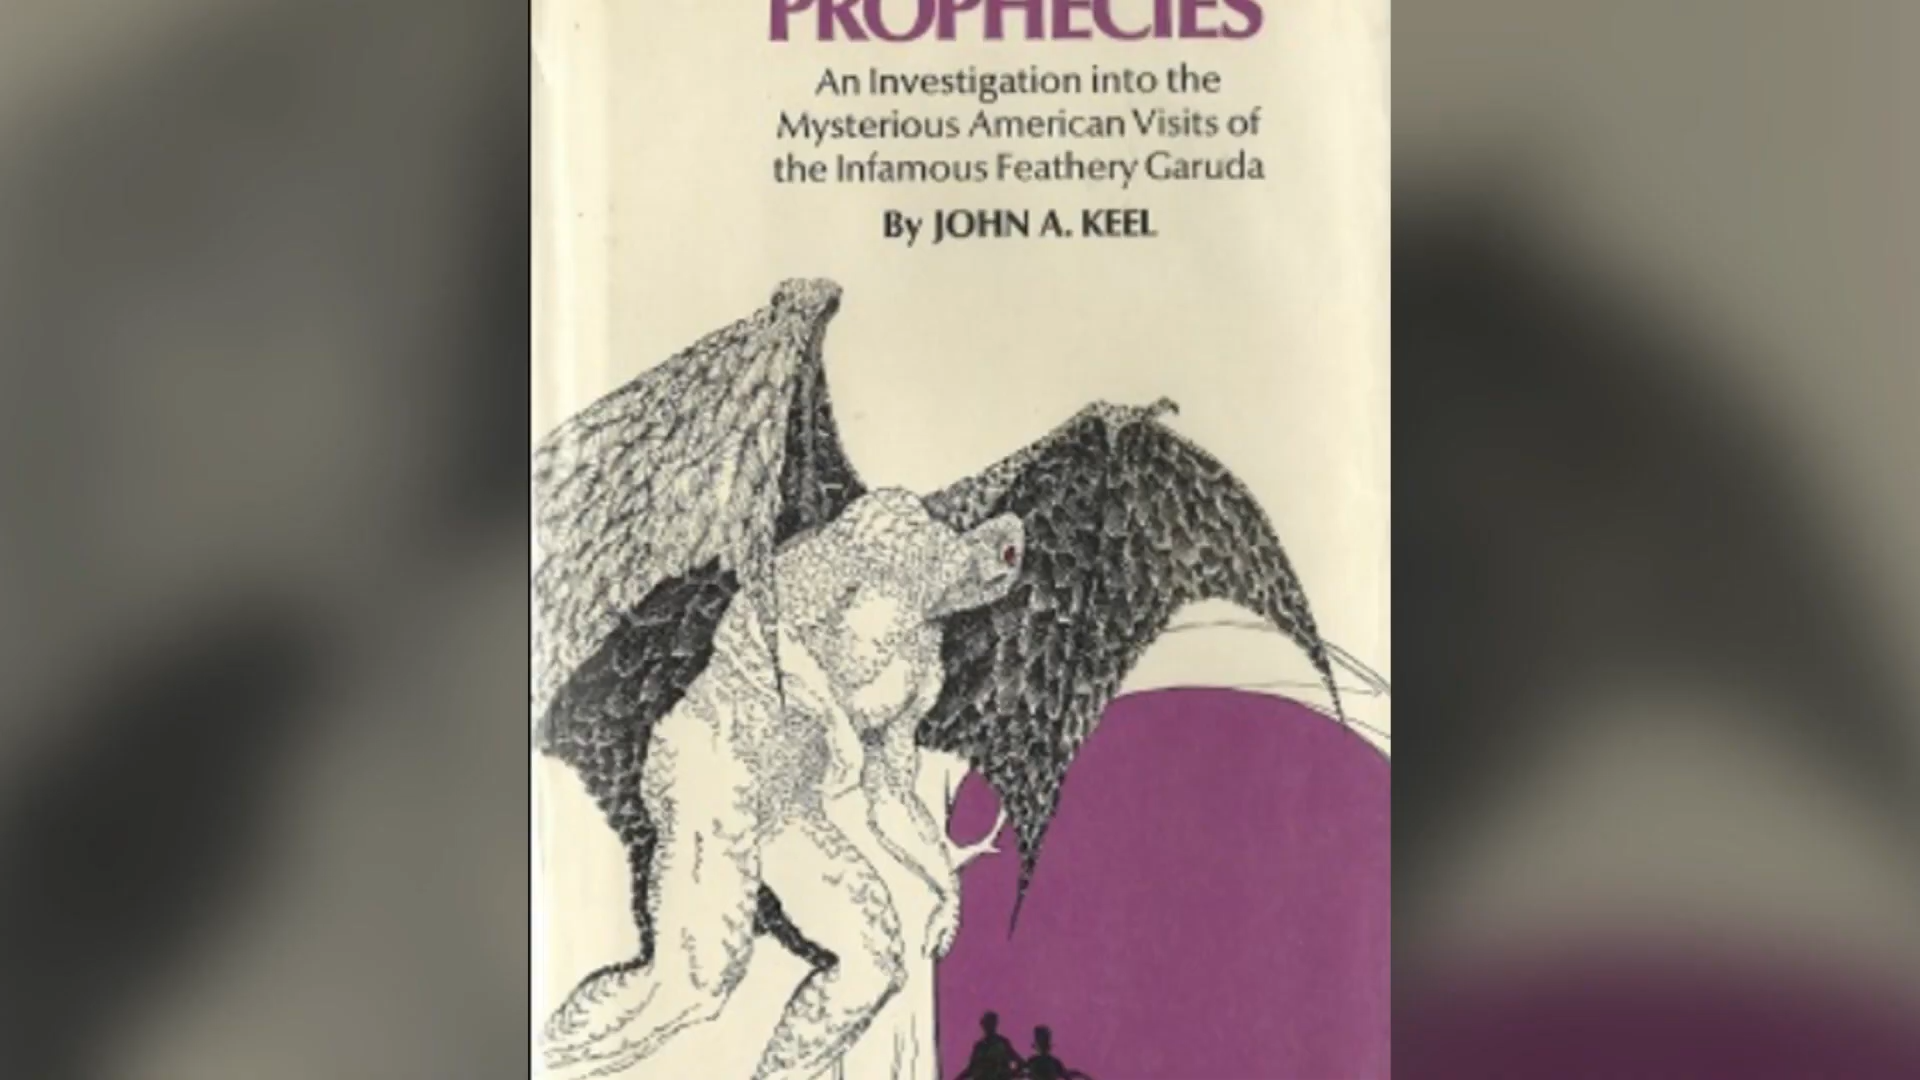 PROPHECIES
An Investigation into the
Mysterious American Visits of
the Infamous Feathery Garuda
By JOHN A. KEEL